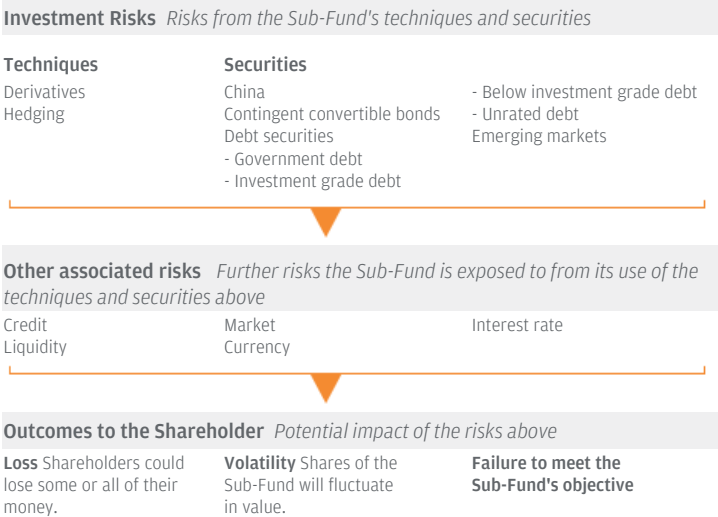 Investment Risks Risks from the Sub-Fund's techniques and securities
Techniques
Derivatives
Hedging
Securities
China
Contingent convertible bonds
Debt securities
- Government debt
- Investment grade debt
- Below investment grade debt
- Unrated debt
Emerging markets
Other associated risks Further risks the Sub-Fund is exposed to from its use of the
techniques and securities above
Credit
Liquidity
Market
Currency
Interest rate
Outcomes to the Shareholder Potential impact of the risks above
Loss Shareholders could
lose some or all of their
money.
Volatility Shares of the
Sub-Fund will fluctuate
in value.
Failure to meet the
Sub-Fund's objective